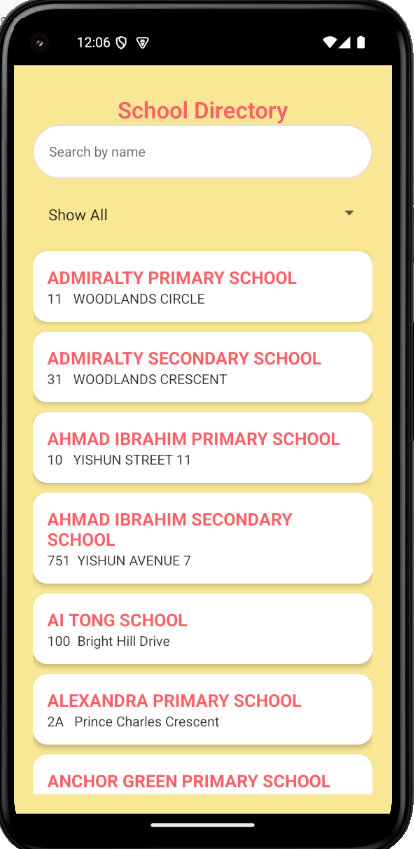 12:06
School Directory
Search by name
Show All
ADMIRALTY PRIMARY SCHOOL
11 WOODLANDS CIRCLE
ADMIRALTY SECONDARY SCHOOL
31 WOODLANDS CRESCENT
AHMAD IBRAHIM PRIMARY SCHOOL
10 YISHUN STREET 11
AHMAD IBRAHIM SECONDARY
SCHOOL
751 YISHUN AVENUE 7
AI TONG SCHOOL
100 Bright Hill Drive
ALEXANDRA PRIMARY SCHOOL
2A Prince Charles Crescent
ANCHOR GREEN PRIMARY SCHOOL